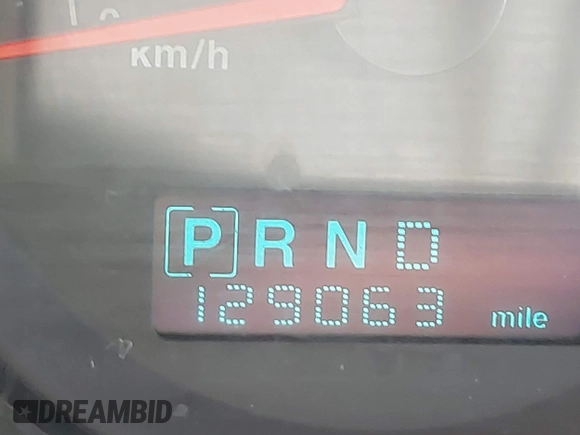 km/h
P R N D
129063 mile
DREAMBID